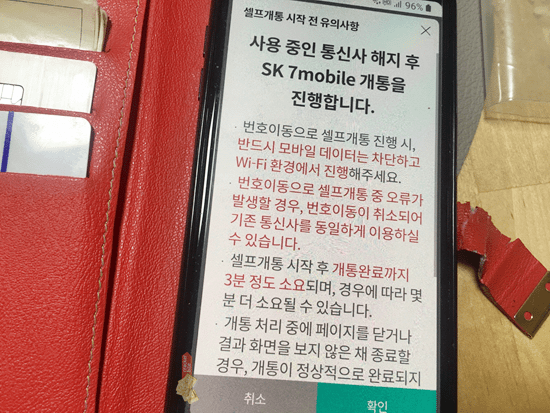 96%
셀프개통 시작 전 유의사항
사용 중인 통신사 해지 후
SK 7mobile 개통을
진행합니다.
· 번호이동으로 셀프개통 진행 시,
반드시 모바일 데이터는 차단하고
Wi-Fi 환경에서 진행해주세요.
· 번호이동으로 셀프개통 중 오류가
발생할 경우, 번호이동이 취소되어
기존 통신사를 동일하게 이용하실
수 있습니다.
· 셀프개통 시작 후 개통완료까지
3분 정도 소요되며, 경우에 따라 몇
분 더 소요될 수 있습니다.
· 개통 처리 중에 페이지를 닫거나
결과 화면을 보지 않은 채 종료할
경우, 개통이 정상적으로 완료되지
취소
확인